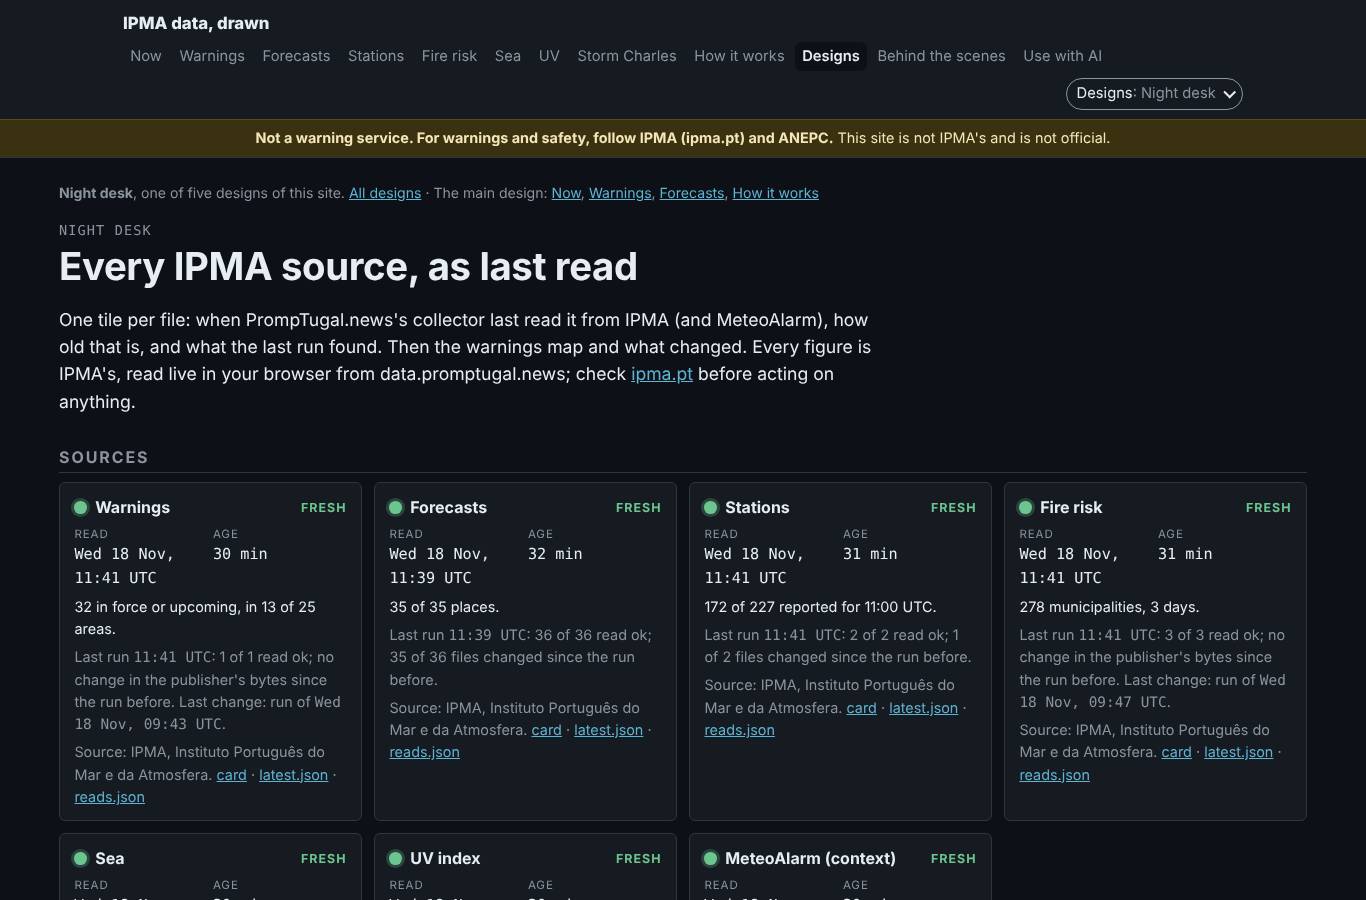 IPMA data, drawn
Now Warnings Forecasts Stations Fire risk Sea UV Storm Charles How it works Designs Behind the scenes Use with AI
Designs: Night desk
Not a warning service. For warnings and safety, follow IPMA (ipma.pt) and ANEPC. This site is not IPMA's and is not official.
Night desk, one of five designs of this site. All designs · The main design: Now, Warnings, Forecasts, How it works
NIGHT DESK
Every IPMA source, as last read
One tile per file: when PrompTugal.news's collector last read it from IPMA (and MeteoAlarm), how
old that is, and what the last run found. Then the warnings map and what changed. Every figure is
IPMA's, read live in your browser from data.promptugal.news; check ipma.pt before acting on
anything.
SOURCES
Warnings FRESH
READ AGE
Wed 18 Nov, 30 min
11:41 UTC
32 in force or upcoming, in 13 of 25
areas.
Last run 11:41 UTC: 1 of 1 read ok; no
change in the publisher's bytes since
the run before. Last change: run of Wed
18 Nov, 09:43 UTC.
Source: IPMA, Instituto Português do
Mar e da Atmosfera. card · latest.json ·
reads.json
Forecasts FRESH
READ AGE
Wed 18 Nov, 32 min
11:39 UTC
35 of 35 places.
Last run 11:39 UTC: 36 of 36 read ok;
35 of 36 files changed since the run
before.
Source: IPMA, Instituto Português do
Mar e da Atmosfera. card · latest.json ·
reads.json
Stations FRESH
READ AGE
Wed 18 Nov, 31 min
11:41 UTC
172 of 227 reported for 11:00 UTC.
Last run 11:41 UTC: 2 of 2 read ok; 1
of 2 files changed since the run before.
Source: IPMA, Instituto Português do
Mar e da Atmosfera. card · latest.json ·
reads.json
Fire risk FRESH
READ AGE
Wed 18 Nov, 31 min
11:41 UTC
278 municipalities, 3 days.
Last run 11:41 UTC: 3 of 3 read ok; no
change in the publisher's bytes since
the run before. Last change: run of Wed
18 Nov, 09:47 UTC.
Source: IPMA, Instituto Português do
Mar e da Atmosfera. card · latest.json ·
reads.json
Sea FRESH
READ AGE
UV index FRESH
READ AGE
MeteoAlarm (context) FRESH
READ AGE